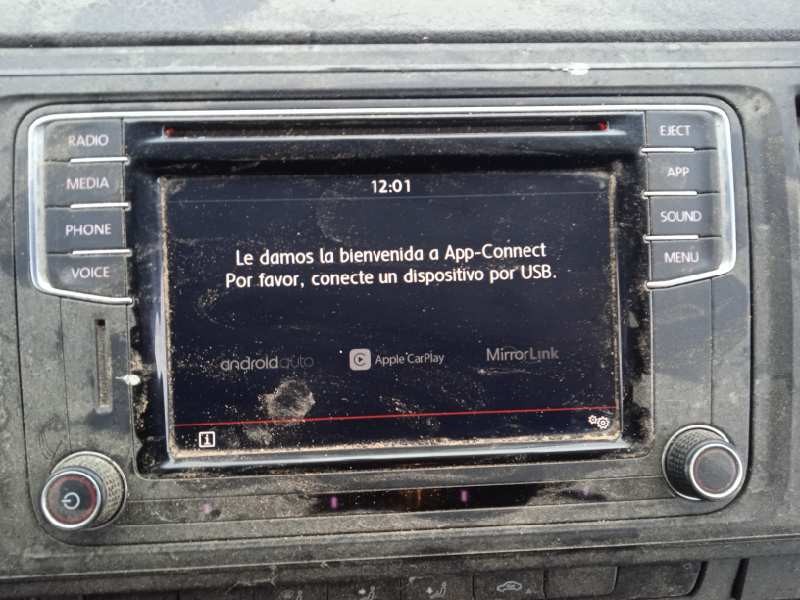 RADIO
MEDIA
PHONE
VOICE
EJECT
APP
SOUND
MENU
12:01
Le damos la bienvenida a App-Connect
Por favor, conecte un dispositivo por USB.
androidauto
Apple CarPlay
MirrorLink